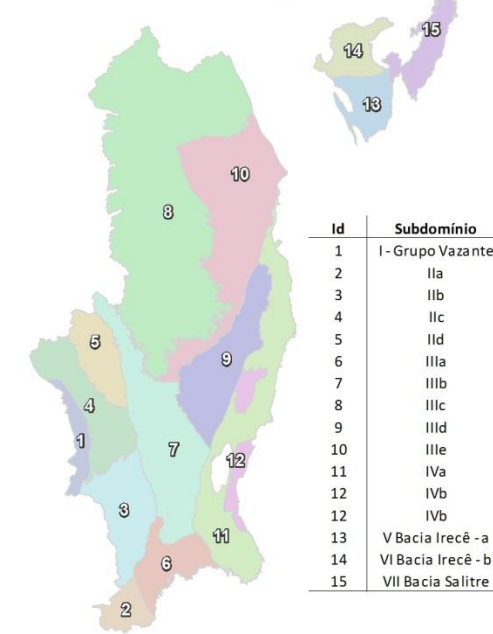 15
14
13
10
8
9
5
4
1
7
12
3
11
6
2
Id Subdomínio
1 I - Grupo Vazante
2 IIa
3 IIb
4 IIc
5 IId
6 IIIa
7 IIIb
8 IIIc
9 IIId
10 IIIe
11 IVa
12 IVb
12 IVb
13 V Bacia Irecê - a
14 VI Bacia Irecê - b
15 VII Bacia Salitre